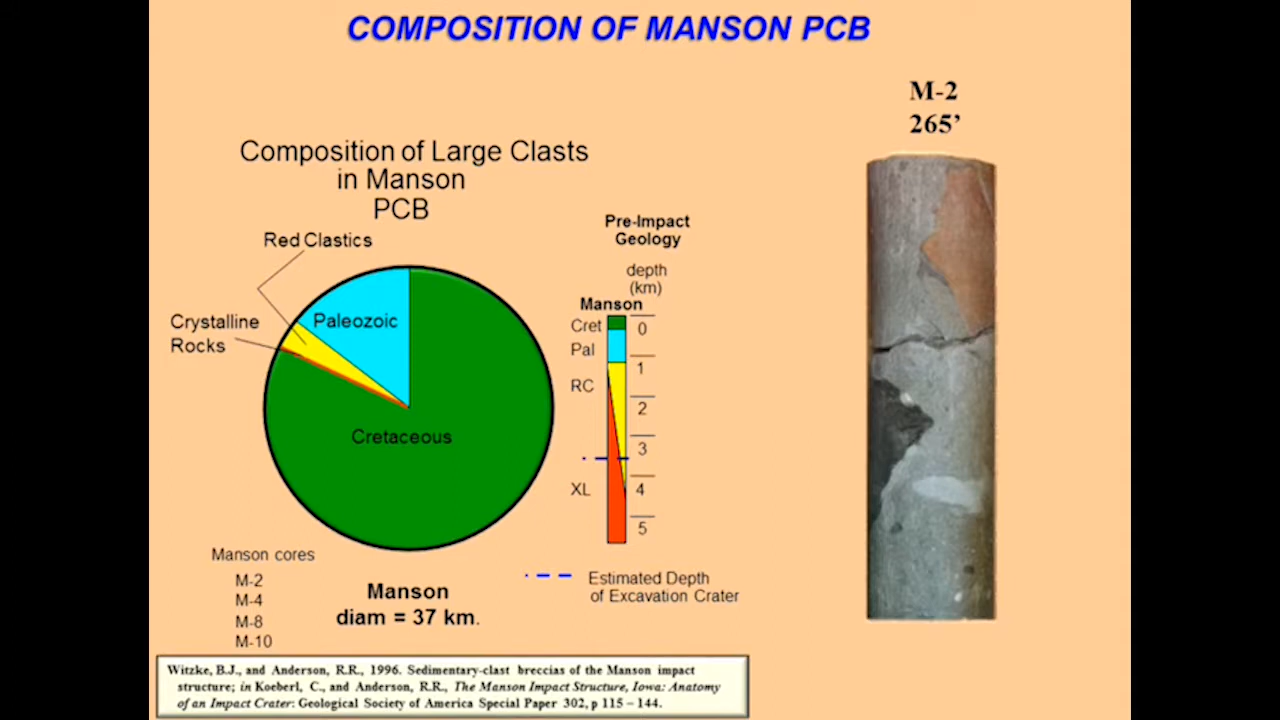 COMPOSITION OF MANSON PCB
M-2
265’
Composition of Large Clasts
in Manson
PCB
Red Clastics
Crystalline
Rocks
Paleozoic
Cretaceous
Pre-Impact
Geology
depth
(km)
Manson
Cret
Pal
RC
XL
0
1
2
3
4
5
Manson cores
M-2
M-4
M-8
M-10
Manson
diam = 37 km.
Estimated Depth
of Excavation Crater
Witzke, B.J., and Anderson, R.R., 1996. Sedimentary-clast breccias of the Manson impact
structure; in Koeberl, C., and Anderson, R.R., The Manson Impact Structure, Iowa: Anatomy
of an Impact Crater: Geological Society of America Special Paper 302, p 115 – 144.